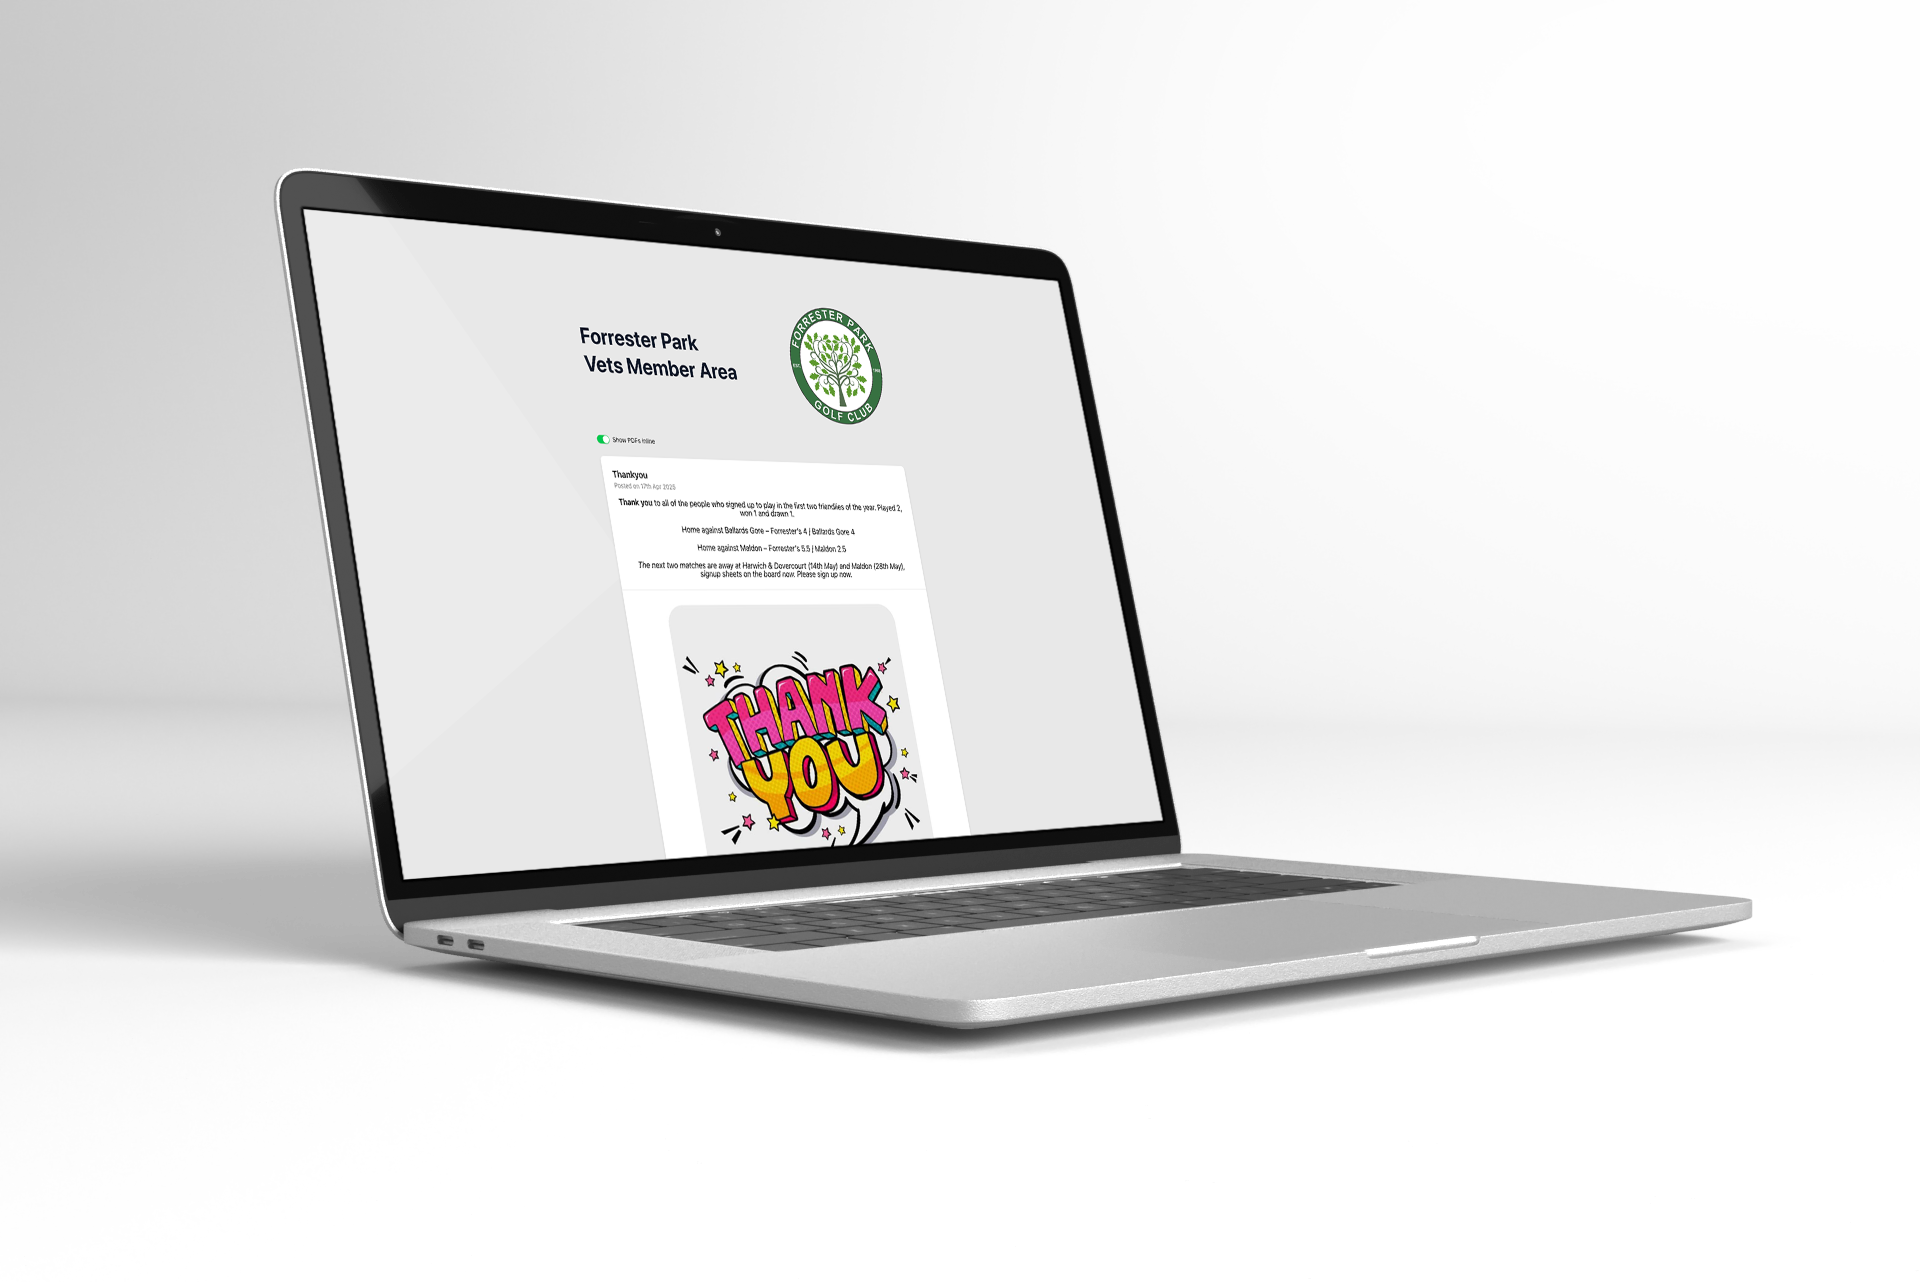 Forrester Park
Vets Member Area
FORRESTER PARK
GOLF CLUB
Show PDFs Inline
Thankyou
Posted on 17th Apr 2025
Thank you to all of the people who signed up to play in the first two friendlies of the year. Played 2,
won 1 and drawn 1.
Home against Ballards Gore – Forrester's 4 / Ballards Gore 4
Home against Maldon – Forrester's 5.5 / Maldon 2.5
The next two matches are away at Harwich & Dovercourt (14th May) and Maldon (28th May),
signup sheets on the board now. Please sign up now.
THANK
YOU